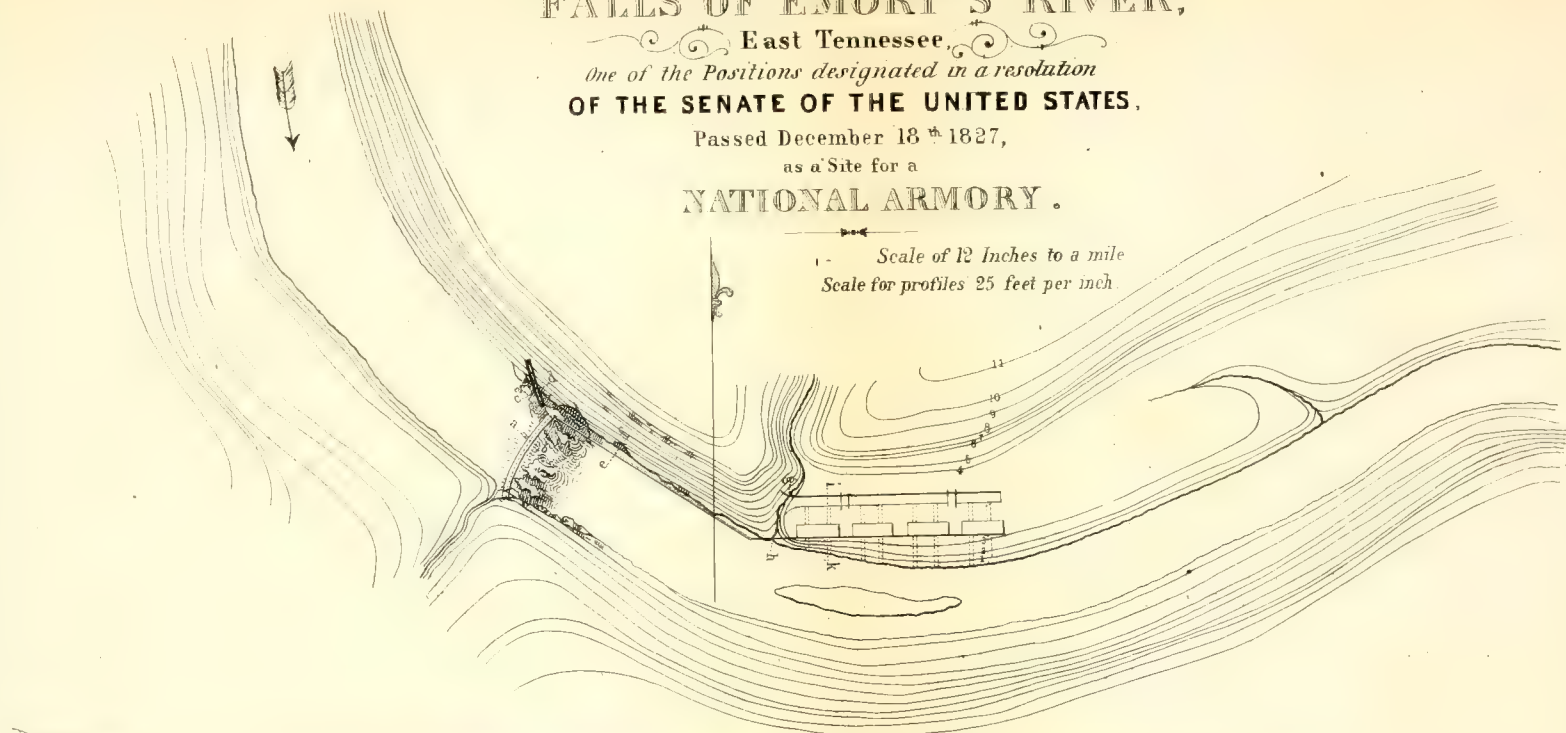 FALLS OF EMORY'S RIVER,
East Tennessee,
One of the Positions designated in a resolution
OF THE SENATE OF THE UNITED STATES,
Passed December 18th 1827,
as a Site for a
NATIONAL ARMORY.
Scale of 12 Inches to a mile
Scale for profiles 25 feet per inch.
11
10
9
8
7
6
d
c
a
e
g
i
h
k